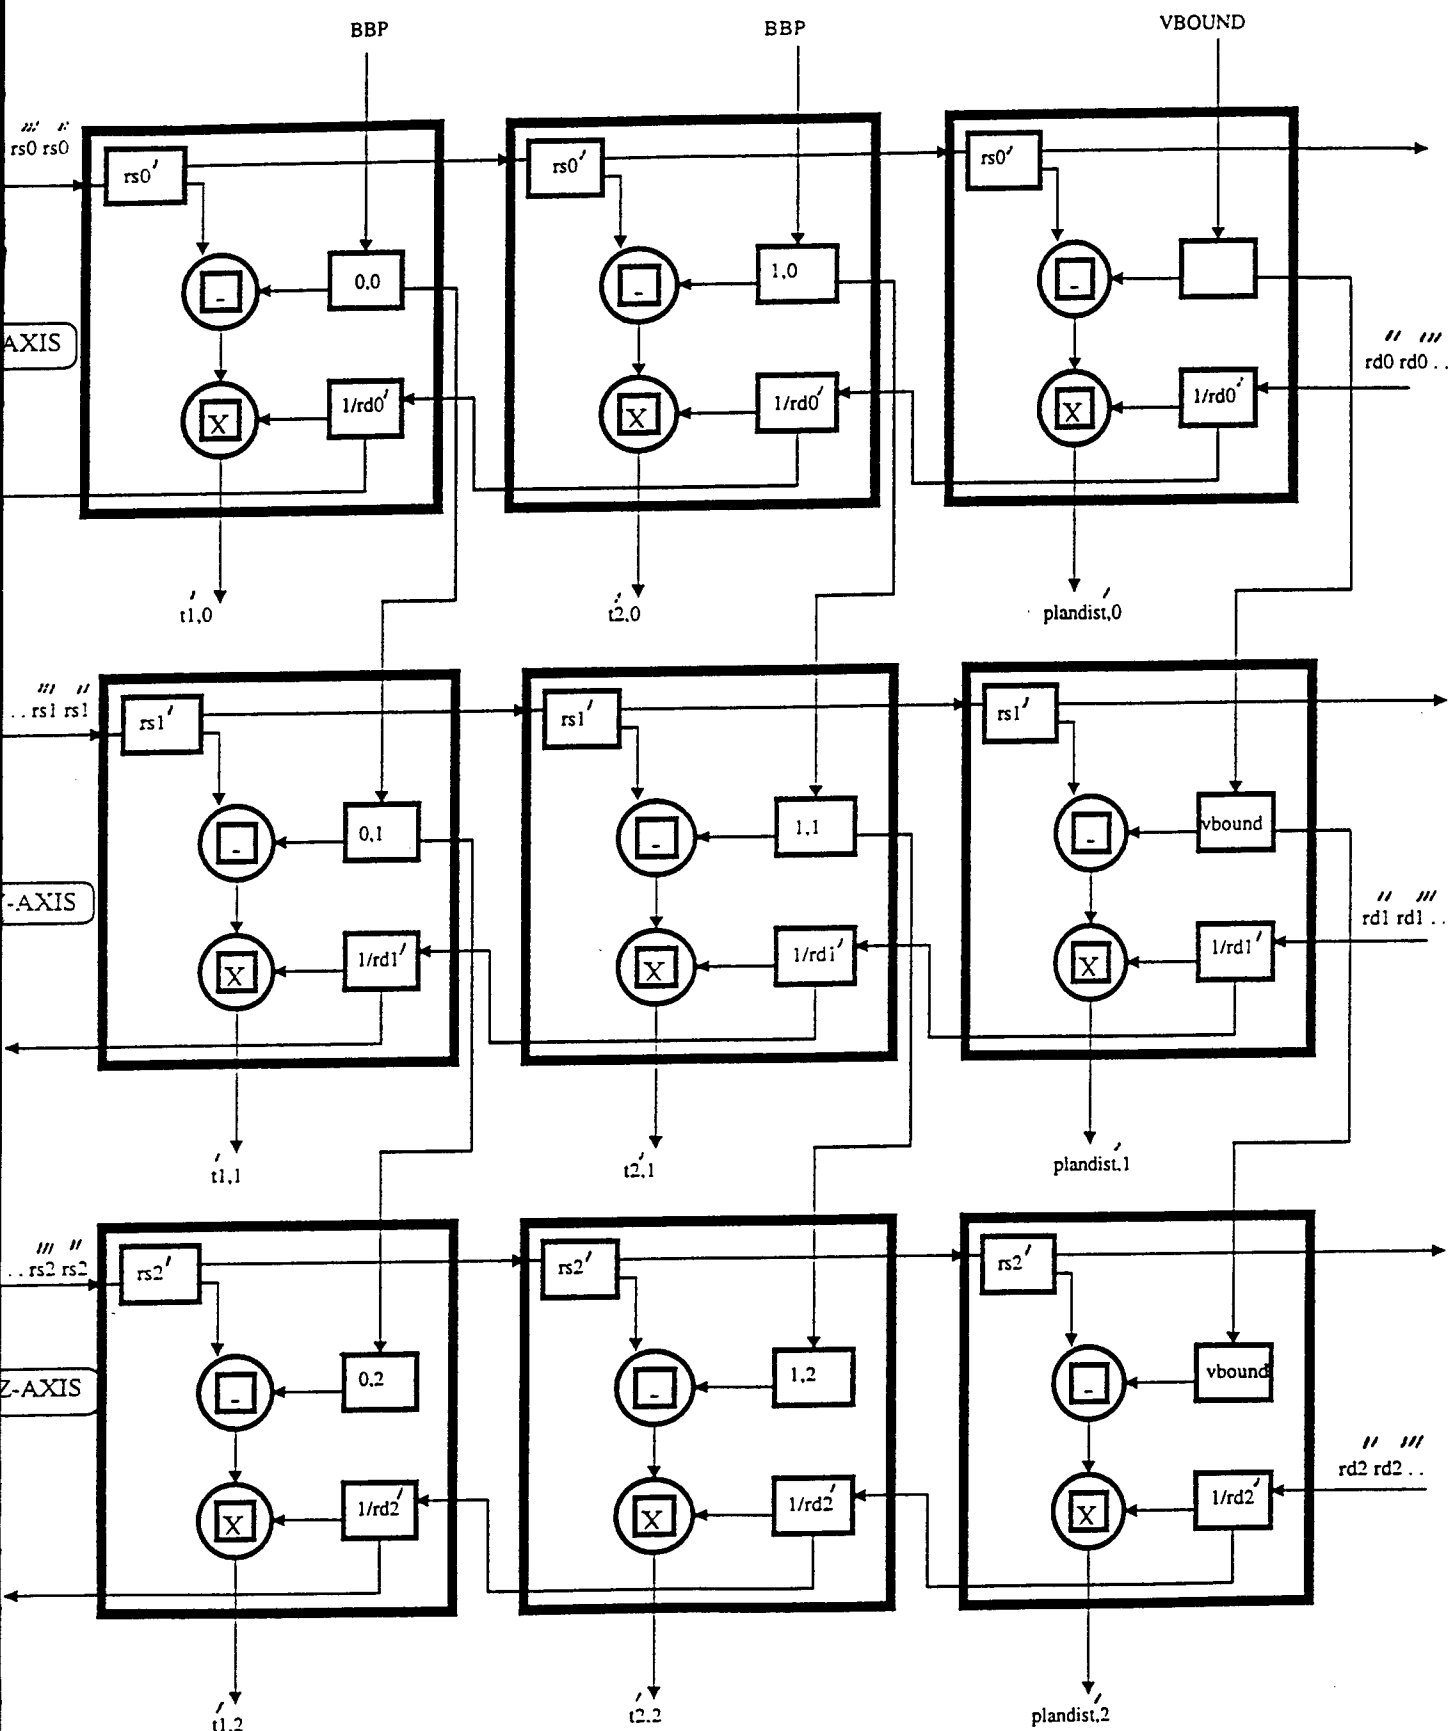 BBP BBP VBOUND
rs0''' rs0''
rs0' rs0' rs0'
- 0,0 - 1,0 -
AXIS
rd0'' rd0''' ..
X 1/rd0' X 1/rd0' X 1/rd0'
t1,0' t2,0' plandist,0'
.. rs1''' rs1''
rs1' rs1' rs1'
- 0,1 - 1,1 - vbound
-AXIS
rd1'' rd1''' ..
X 1/rd1' X 1/rd1' X 1/rd1'
t1,1' t2,1' plandist,1'
.. rs2''' rs2''
rs2' rs2' rs2'
- 0,2 - 1,2 - vbound
Z-AXIS
rd2'' rd2''' ..
X 1/rd2' X 1/rd2' X 1/rd2'
t1,2' t2,2' plandist,2'